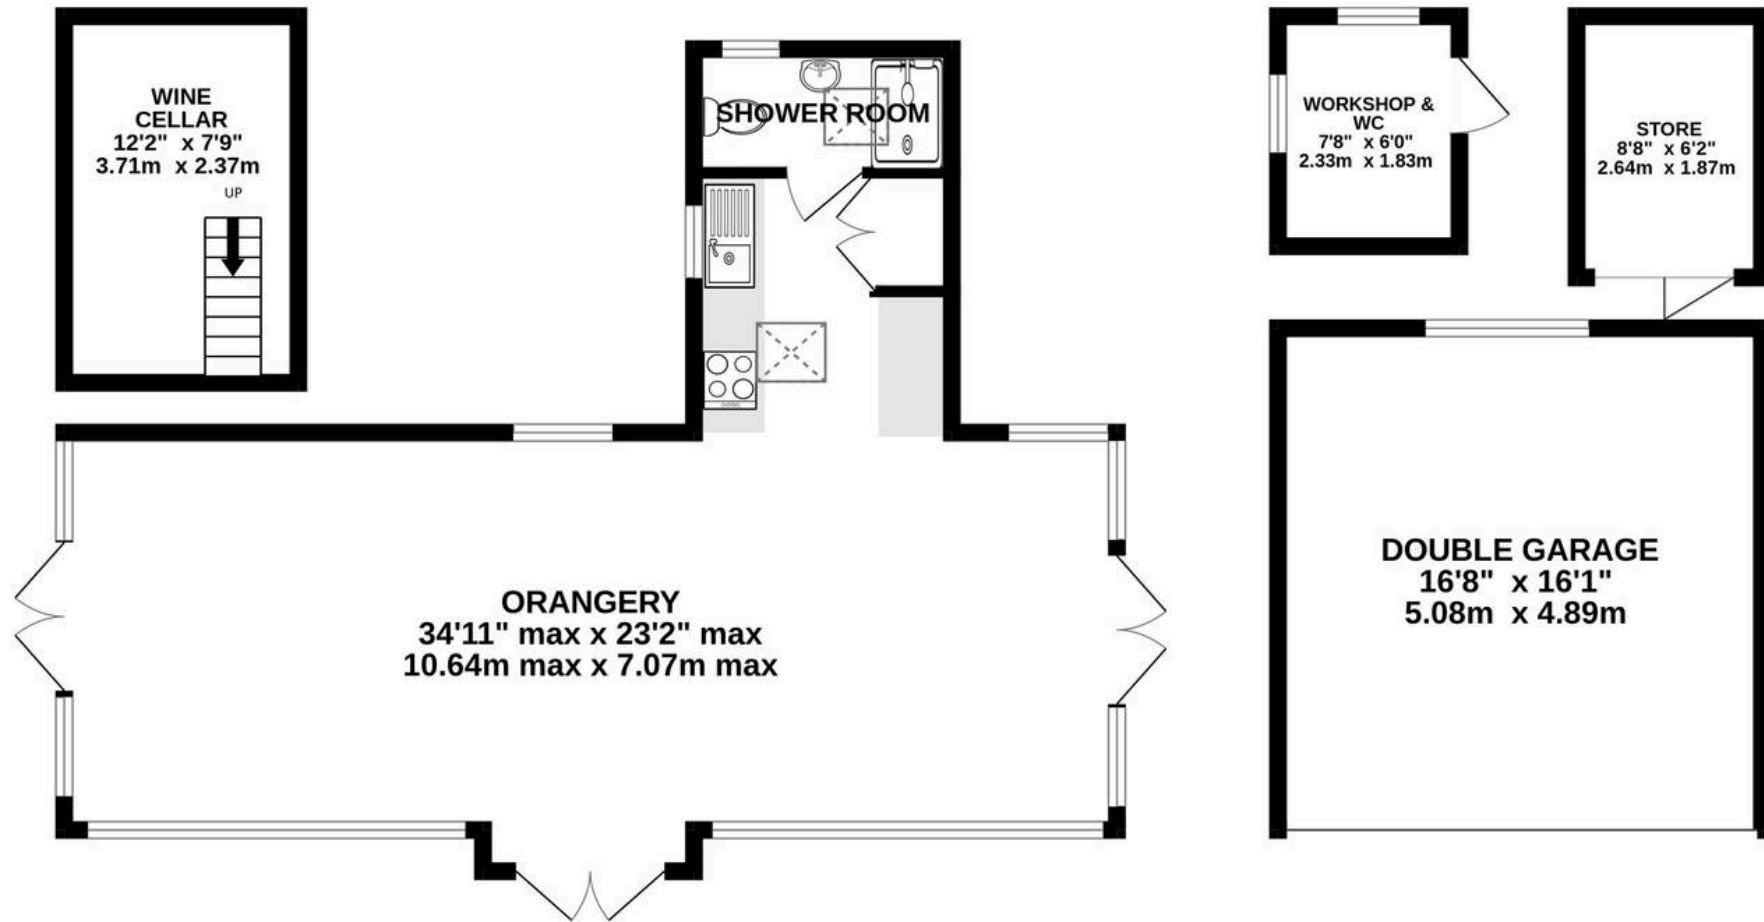 WINE
CELLAR
12'2" x 7'9"
3.71m x 2.37m
UP
SHOWER ROOM
WORKSHOP &
WC
7'8" x 6'0"
2.33m x 1.83m
STORE
8'8" x 6'2"
2.64m x 1.87m
ORANGERY
34'11" max x 23'2" max
10.64m max x 7.07m max
DOUBLE GARAGE
16'8" x 16'1"
5.08m x 4.89m